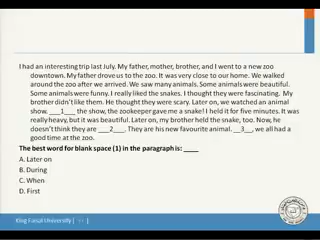 I had an interesting trip last July. My father, mother, brother, and I went to a new zoo
downtown. My father drove us to the zoo. It was very close to our home. We walked
around the zoo after we arrived. We saw many animals. Some animals were beautiful.
Some animals were funny. I really liked the snakes. I thought they were fascinating. My
brother didn't like them. He thought they were scary. Later on, we watched an animal
show. ___1____ the show, the zookeeper gave me a snake! I held it for five minutes. It was
really heavy, but it was beautiful. Later on, my brother held the snake, too. Now, he
doesn't think they are ___2___. They are his new favourite animal. __3__, we all had a
good time at the zoo.
The best word for blank space (1) in the paragraph is: ____
A. Later on
B. During
C. When
D. First
King Faisal University [ ]